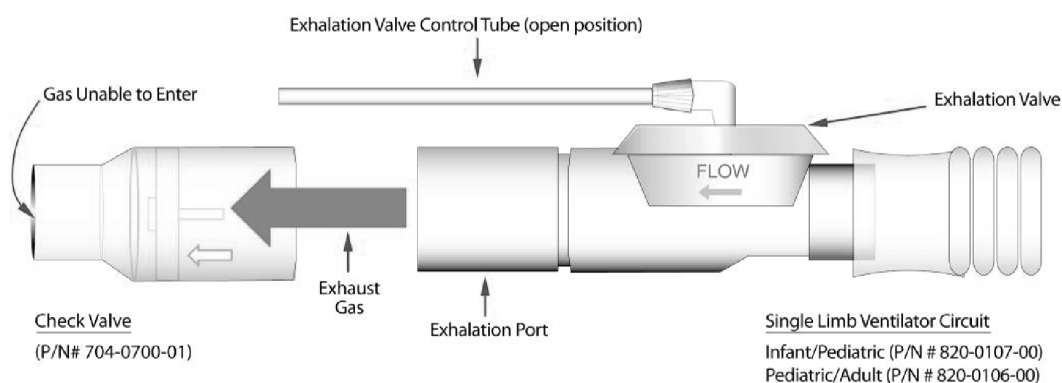 Exhalation Valve Control Tube (open position)
Gas Unable to Enter
Exhalation Valve
FLOW
Exhaust
Gas
Exhalation Port
Check Valve
(P/N# 704-0700-01)
Single Limb Ventilator Circuit
Infant/Pediatric (P/N # 820-0107-00)
Pediatric/Adult (P/N # 820-0106-00)